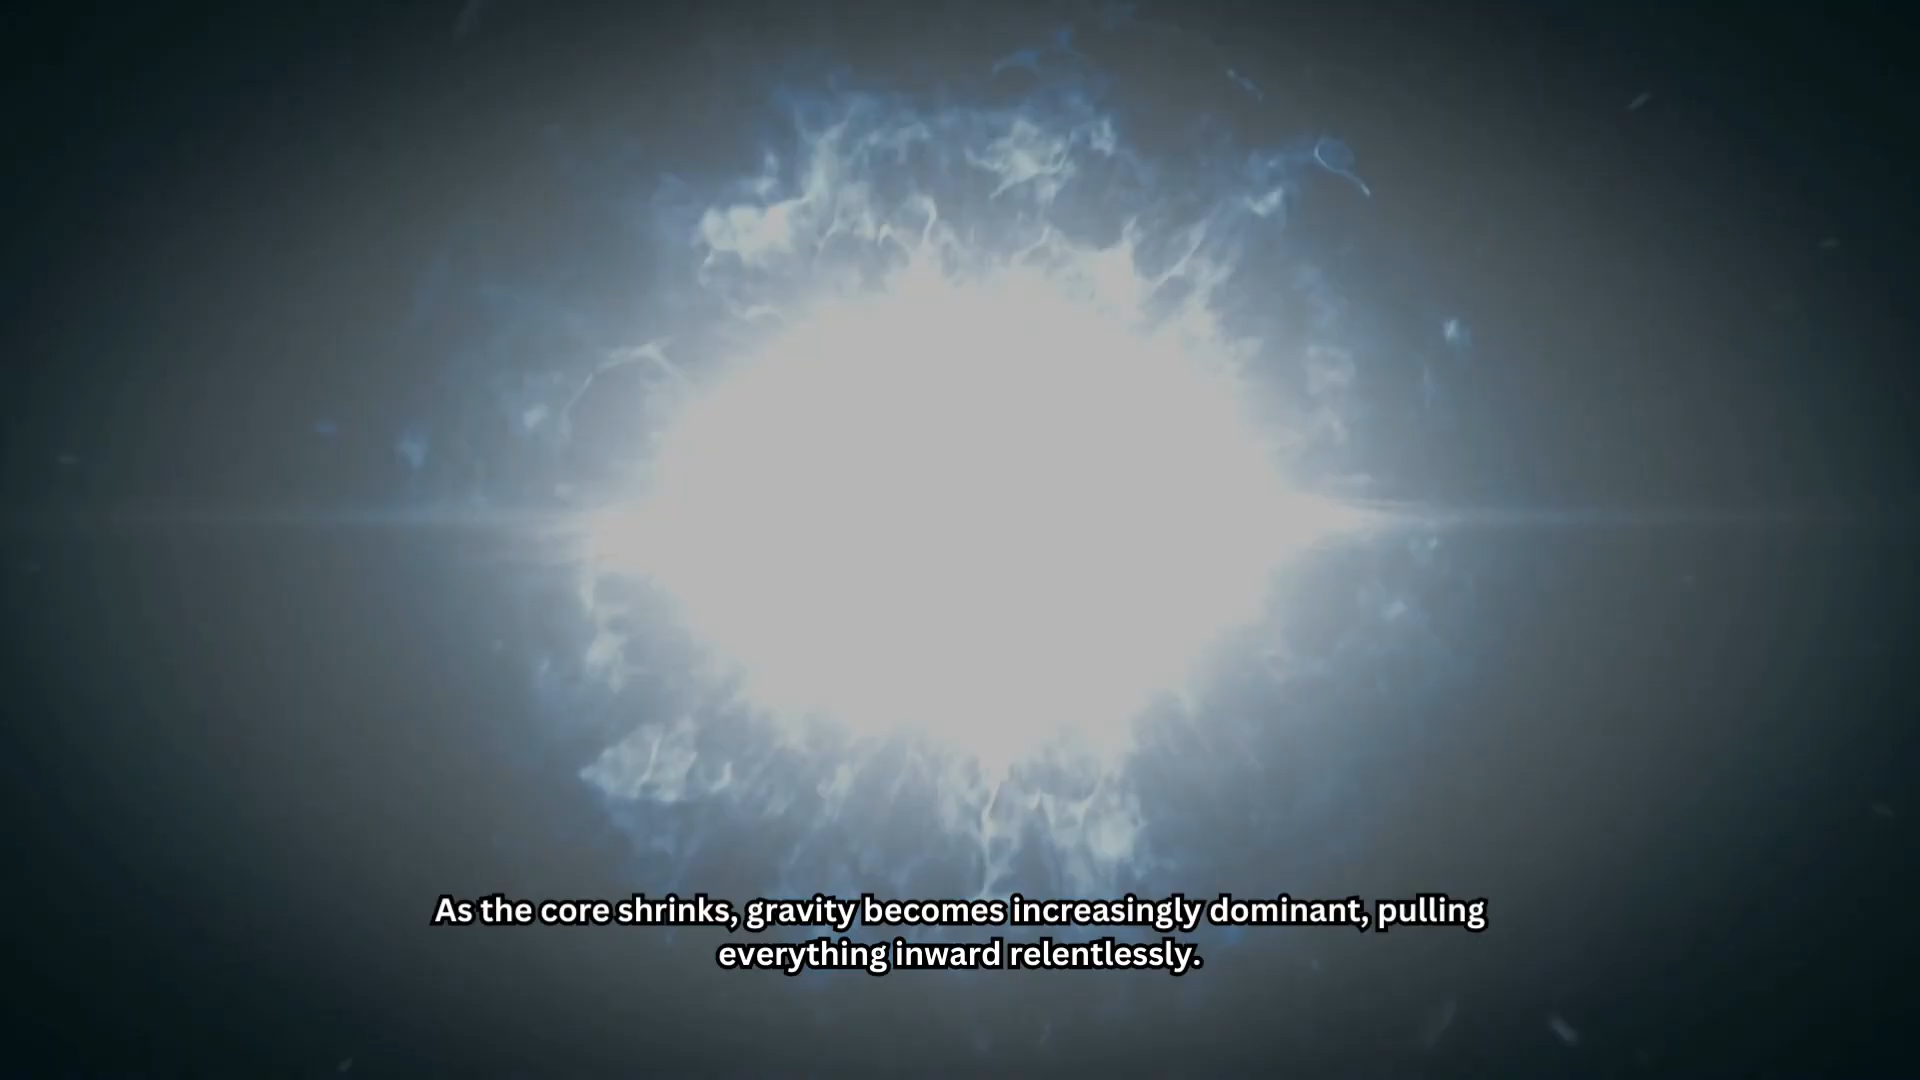 As the core shrinks, gravity becomes increasingly dominant, pulling
everything inward relentlessly.